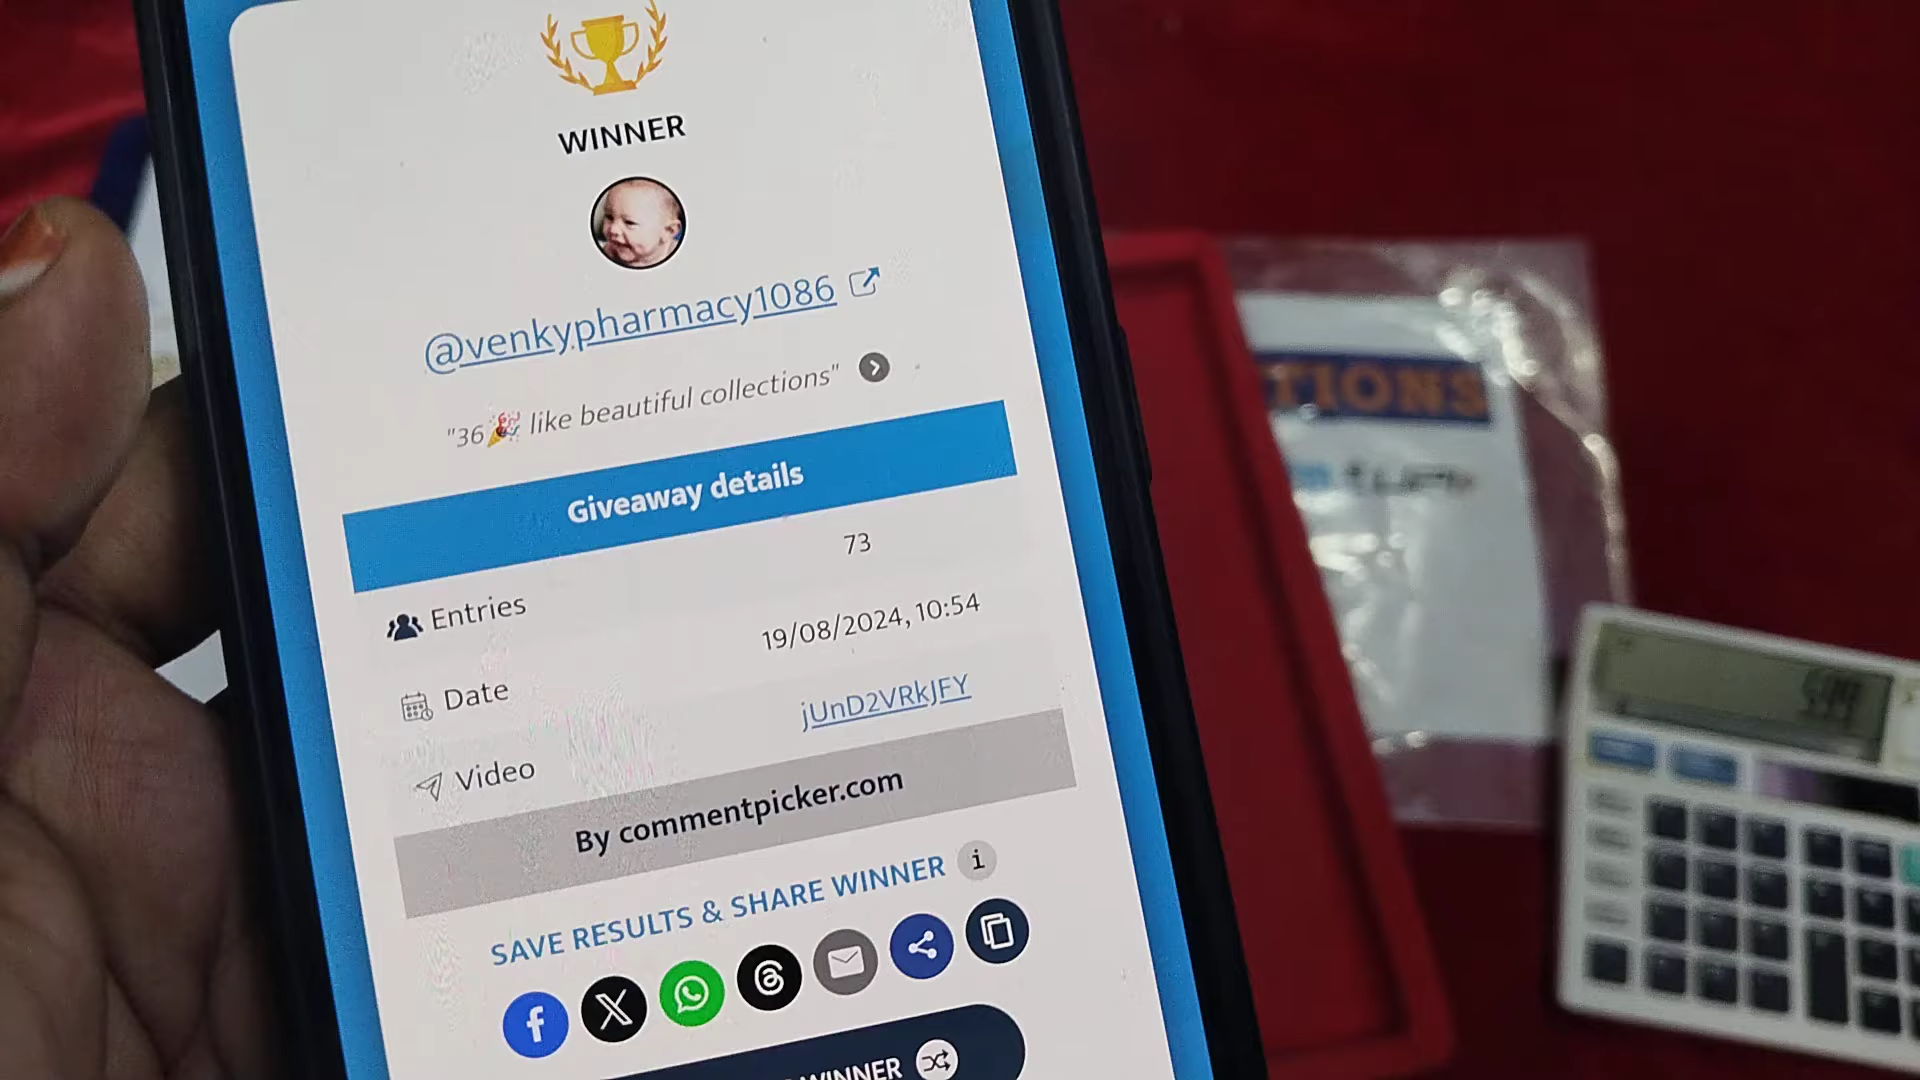 WINNER
@venkypharmacy1086
"36🎉 like beautiful collections"
Giveaway details
Entries 73
Date 19/08/2024, 10:54
Video jUnD2VRkJFY
By commentpicker.com
SAVE RESULTS & SHARE WINNER i
WINNER
TIONS